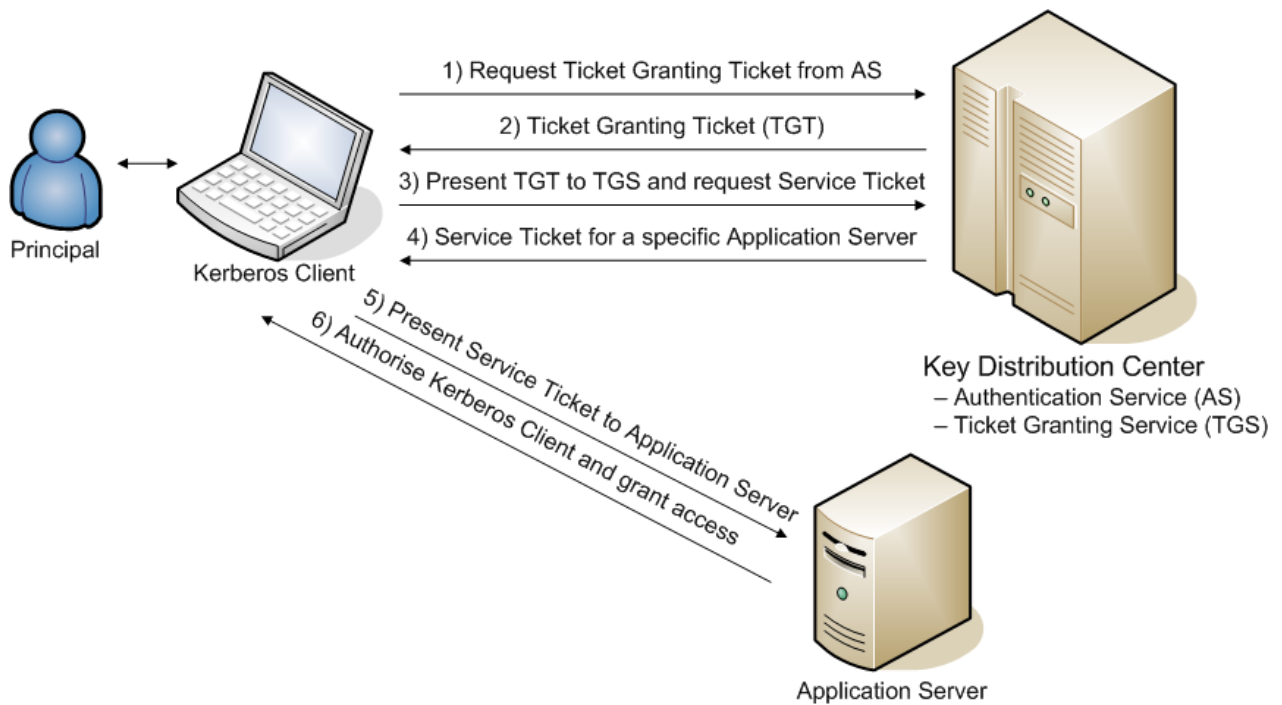 1) Request Ticket Granting Ticket from AS
2) Ticket Granting Ticket (TGT)
3) Present TGT to TGS and request Service Ticket
4) Service Ticket for a specific Application Server
Principal
Kerberos Client
5) Present Service Ticket to Application Server
6) Authorise Kerberos Client and grant access
Key Distribution Center
– Authentication Service (AS)
– Ticket Granting Service (TGS)
Application Server